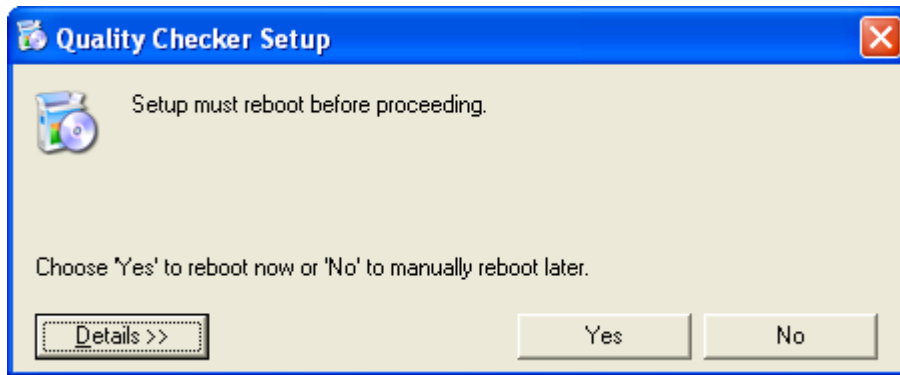 Quality Checker Setup
Setup must reboot before proceeding.
Choose 'Yes' to reboot now or 'No' to manually reboot later.
Details >>
Yes
No